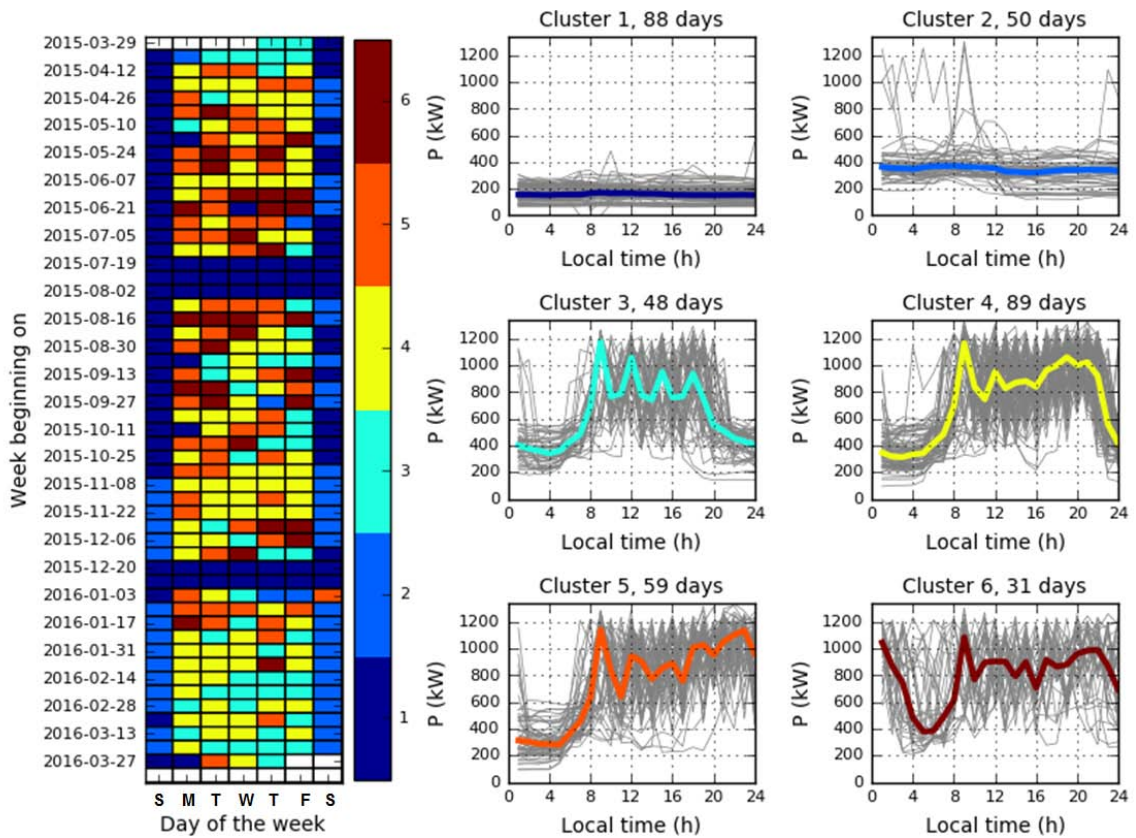 Week beginning on
2015-03-29
2015-04-12
2015-04-26
2015-05-10
2015-05-24
2015-06-07
2015-06-21
2015-07-05
2015-07-19
2015-08-02
2015-08-16
2015-08-30
2015-09-13
2015-09-27
2015-10-11
2015-10-25
2015-11-08
2015-11-22
2015-12-06
2015-12-20
2016-01-03
2016-01-17
2016-01-31
2016-02-14
2016-02-28
2016-03-13
2016-03-27
S M T W T F S
Day of the week
6
5
4
3
2
1
Cluster 1, 88 days
P (kW)
1200
1000
800
600
400
200
0
0 4 8 12 16 20 24
Local time (h)
Cluster 2, 50 days
P (kW)
1200
1000
800
600
400
200
0
0 4 8 12 16 20 24
Local time (h)
Cluster 3, 48 days
P (kW)
1200
1000
800
600
400
200
0
0 4 8 12 16 20 24
Local time (h)
Cluster 4, 89 days
P (kW)
1200
1000
800
600
400
200
0
0 4 8 12 16 20 24
Local time (h)
Cluster 5, 59 days
P (kW)
1200
1000
800
600
400
200
0
0 4 8 12 16 20 24
Local time (h)
Cluster 6, 31 days
P (kW)
1200
1000
800
600
400
200
0
0 4 8 12 16 20 24
Local time (h)